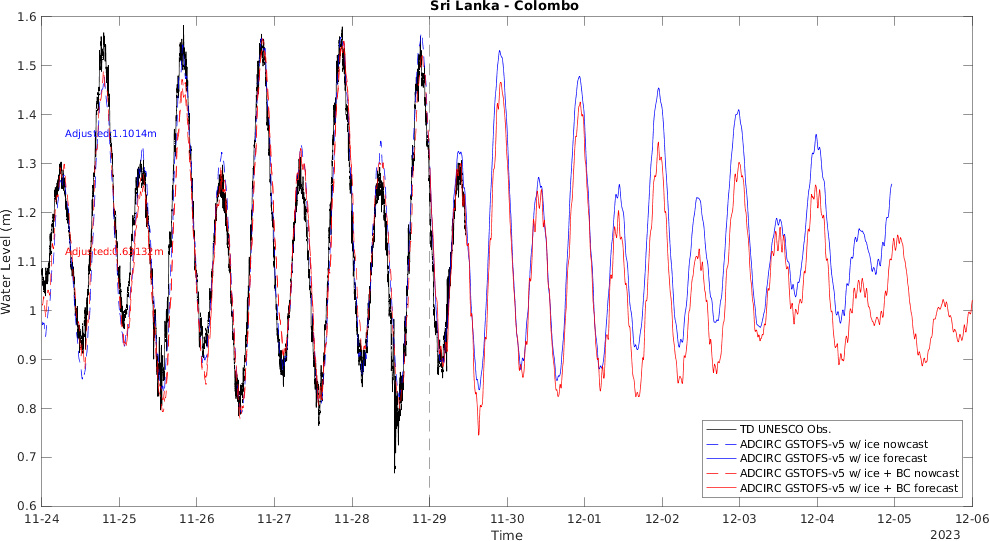 Sri Lanka - Colombo
1.6
1.5
1.4
1.3
1.2
1.1
1
0.9
0.8
0.7
0.6
Water Level (m)
Adjusted:1.1014m
TD UNESCO Obs.
ADCIRC GSTOFS-v5 w/ ice nowcast
ADCIRC GSTOFS-v5 w/ ice forecast
ADCIRC GSTOFS-v5 w/ ice + BC nowcast
ADCIRC GSTOFS-v5 w/ ice + BC forecast
11-24 11-25 11-26 11-27 11-28 11-29 11-30 12-01 12-02 12-03 12-04 12-05 12-06
Time
2023